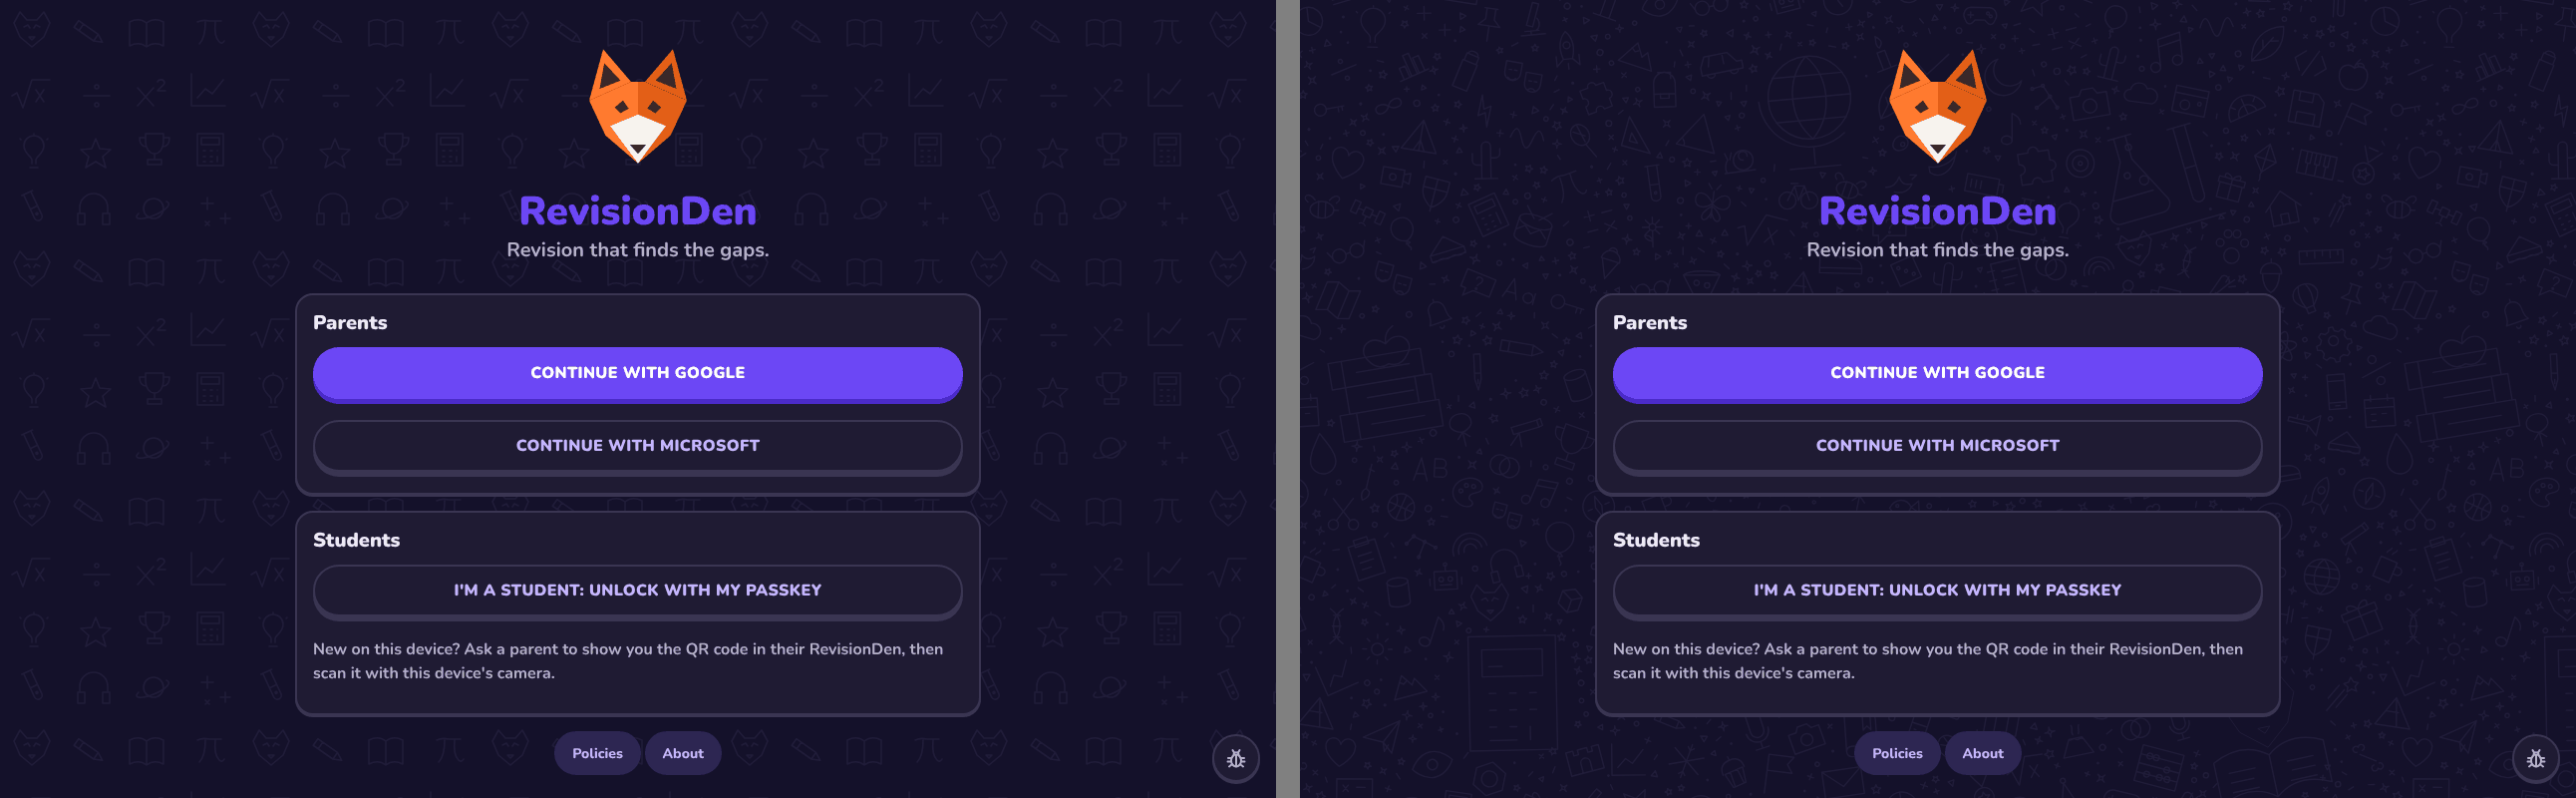 RevisionDen
Revision that finds the gaps.
Parents
CONTINUE WITH GOOGLE
CONTINUE WITH MICROSOFT
Students
I'M A STUDENT: UNLOCK WITH MY PASSKEY
New on this device? Ask a parent to show you the QR code in their RevisionDen, then
scan it with this device's camera.
Policies About
RevisionDen
Revision that finds the gaps.
Parents
CONTINUE WITH GOOGLE
CONTINUE WITH MICROSOFT
Students
I'M A STUDENT: UNLOCK WITH MY PASSKEY
New on this device? Ask a parent to show you the QR code in their RevisionDen, then
scan it with this device's camera.
Policies About